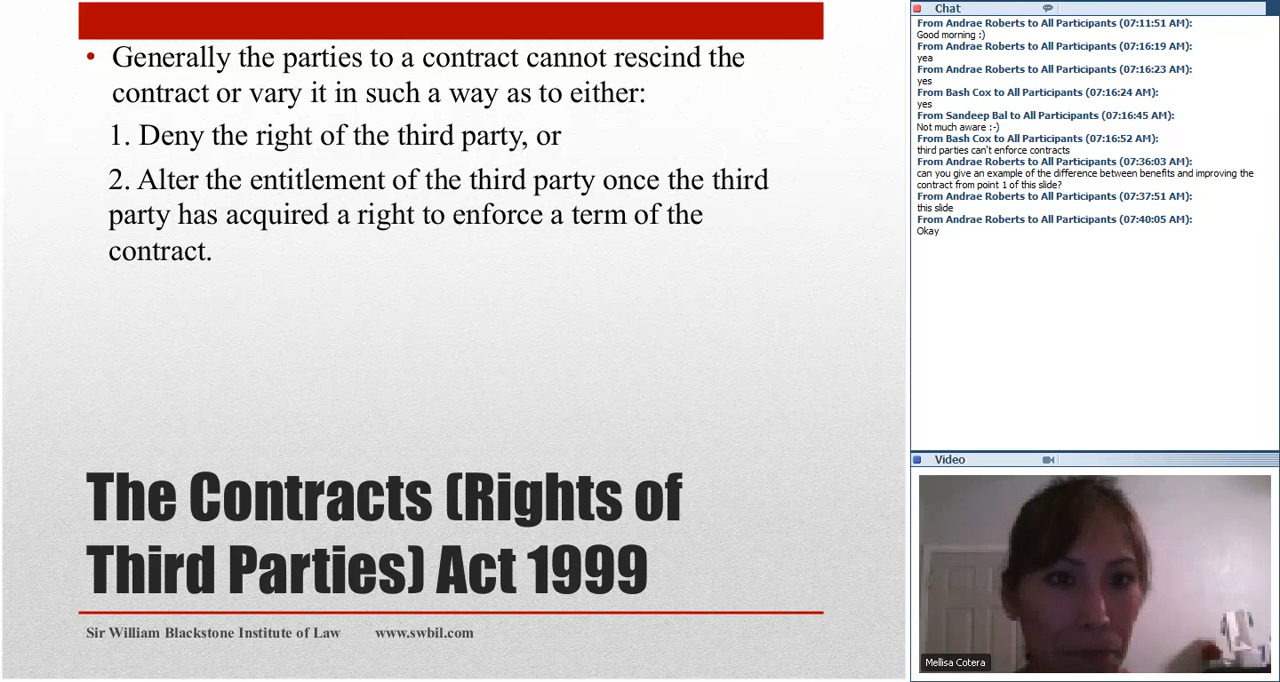 • Generally the parties to a contract cannot rescind the
contract or vary it in such a way as to either:
1. Deny the right of the third party, or
2. Alter the entitlement of the third party once the third
party has acquired a right to enforce a term of the
contract.
The Contracts (Rights of
Third Parties) Act 1999
Sir William Blackstone Institute of Law www.swbil.com
Chat
From Andrae Roberts to All Participants (07:11:51 AM):
Good morning :)
From Andrae Roberts to All Participants (07:16:19 AM):
yea
From Andrae Roberts to All Participants (07:16:23 AM):
yes
From Bash Cox to All Participants (07:16:24 AM):
yes
From Sandeep Bal to All Participants (07:16:45 AM):
Not much aware :-)
From Bash Cox to All Participants (07:16:52 AM):
third parties can't enforce contracts
From Andrae Roberts to All Participants (07:36:03 AM):
can you give an example of the difference between benefits and improving the
contract from point 1 of this slide?
From Andrae Roberts to All Participants (07:37:51 AM):
this slide
From Andrae Roberts to All Participants (07:40:05 AM):
Okay
Video
Mellisa Cotera